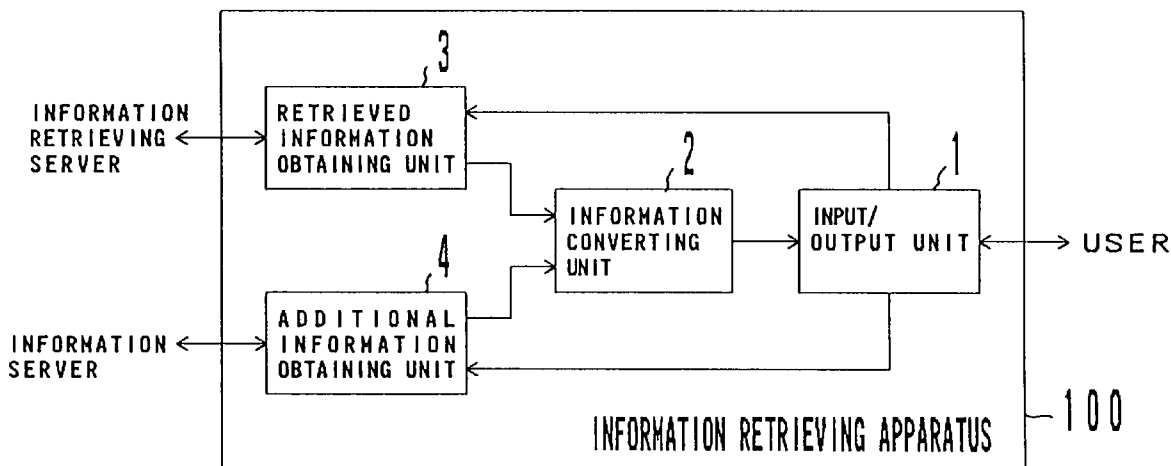 3
INFORMATION
RETRIEVING
SERVER
RETRIEVED
INFORMATION
OBTAINING UNIT
2
INFORMATION
CONVERTING
UNIT
1
INPUT/
OUTPUT UNIT
USER
4
INFORMATION
SERVER
ADDITIONAL
INFORMATION
OBTAINING UNIT
100
INFORMATION RETRIEVING APPARATUS